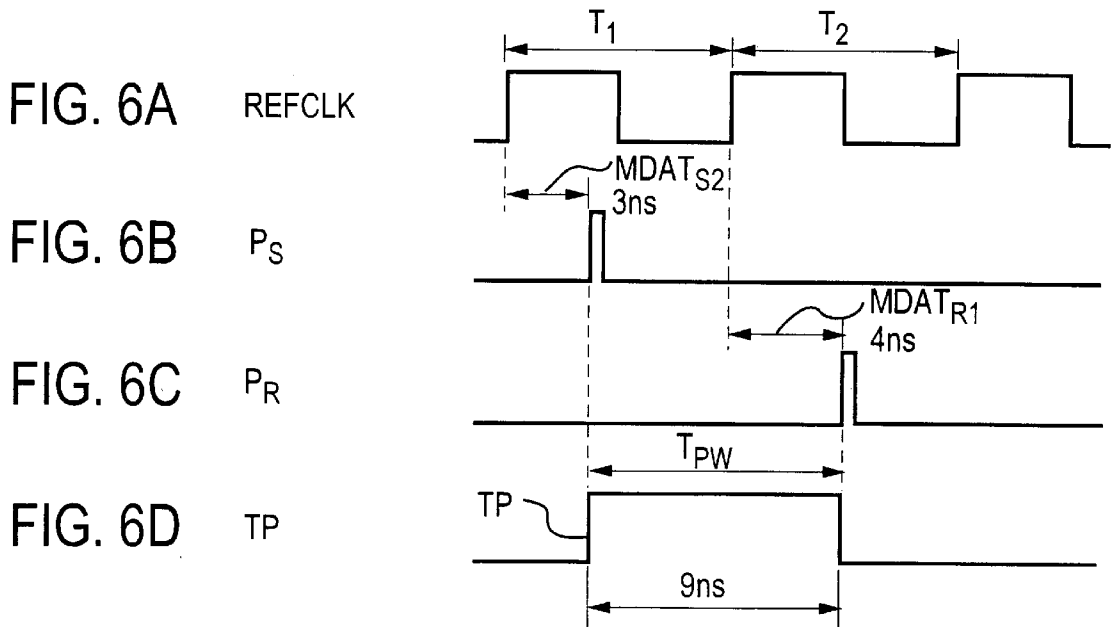 T1 T2
FIG. 6A REFCLK
MDATS2
3ns
FIG. 6B PS
MDATR1
4ns
FIG. 6C PR
TPW
FIG. 6D TP TP
9ns